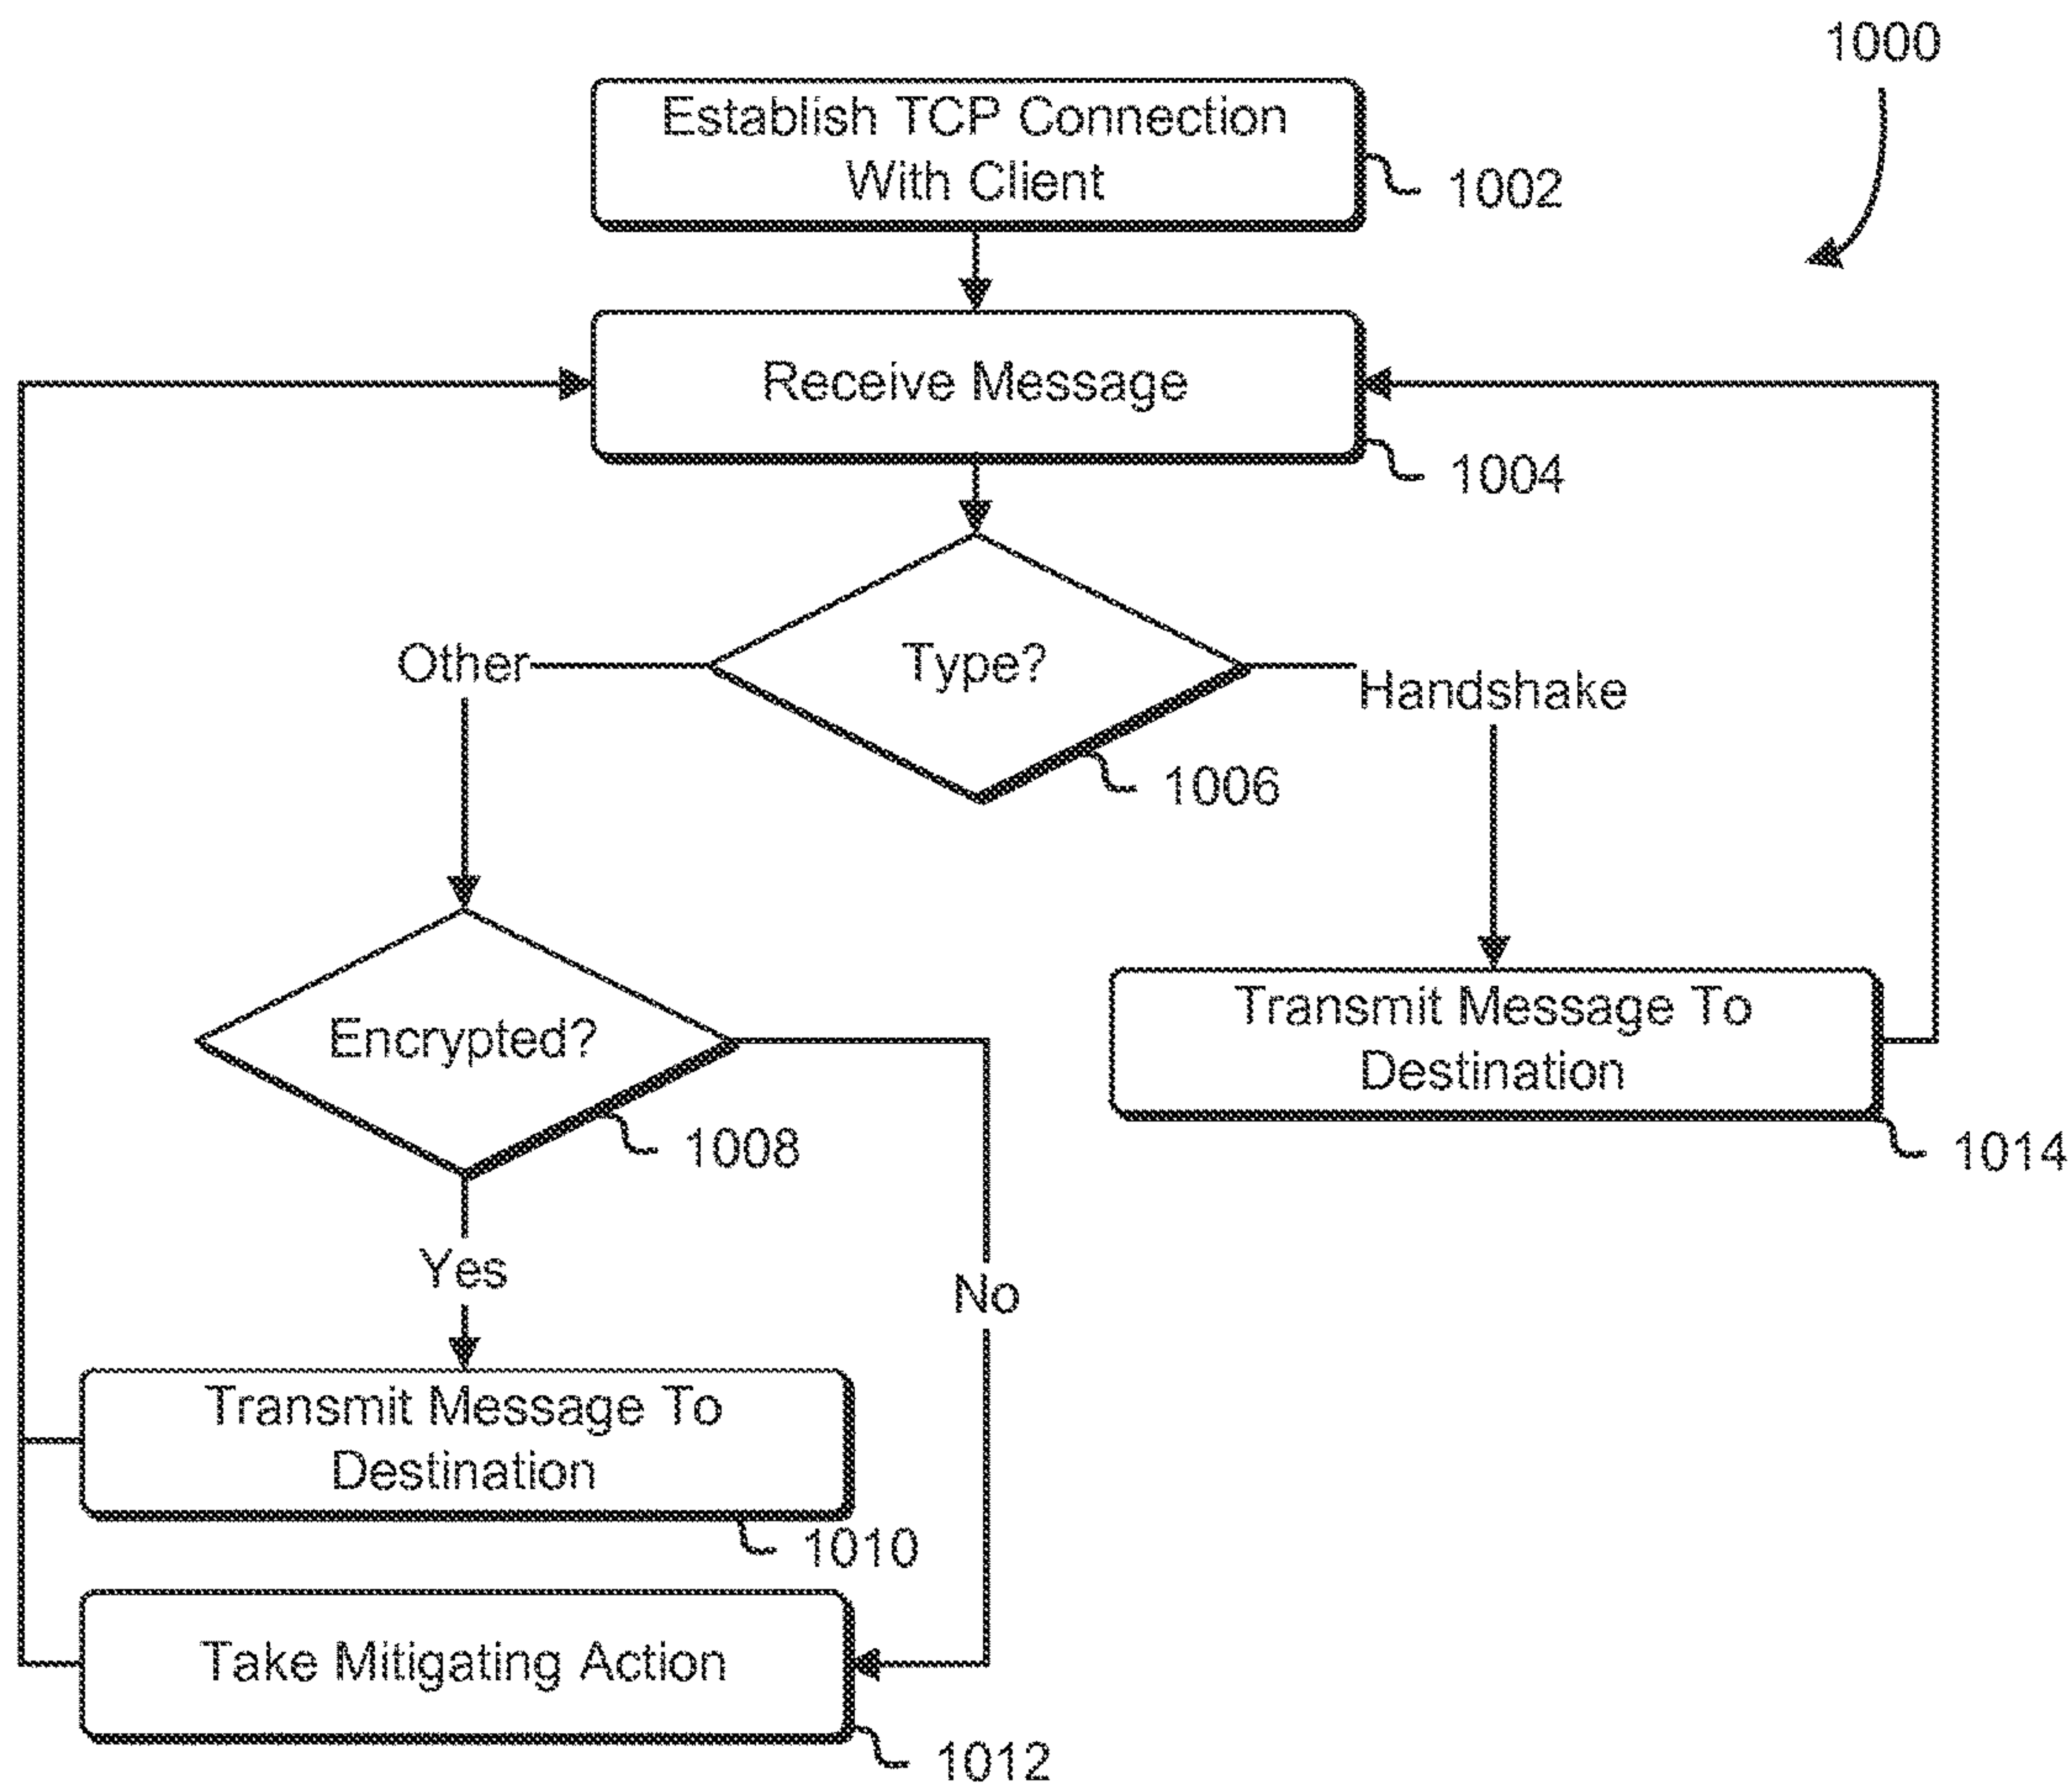 1000
Establish TCP Connection
With Client
1002
Receive Message
1004
Type?
Other
Handshake
1006
Encrypted?
1008
Transmit Message To
Destination
1014
Yes
No
Transmit Message To
Destination
1010
Take Mitigating Action
1012